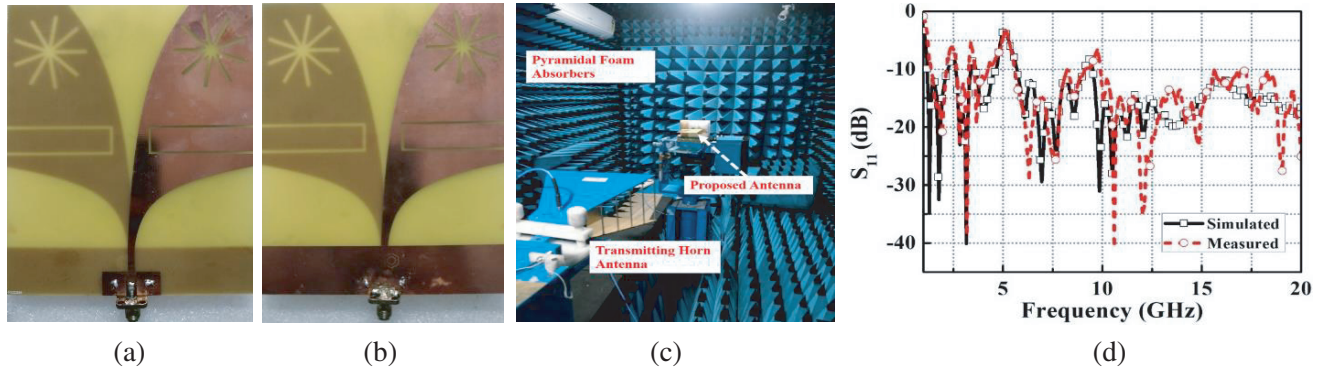 Pyramidal Foam
Absorbers
Proposed Antenna
Transmitting Horn
Antenna
0
-10
-20
-30
-40
S11 (dB)
Simulated
Measured
5
10
15
20
Frequency (GHz)
(a)
(b)
(c)
(d)